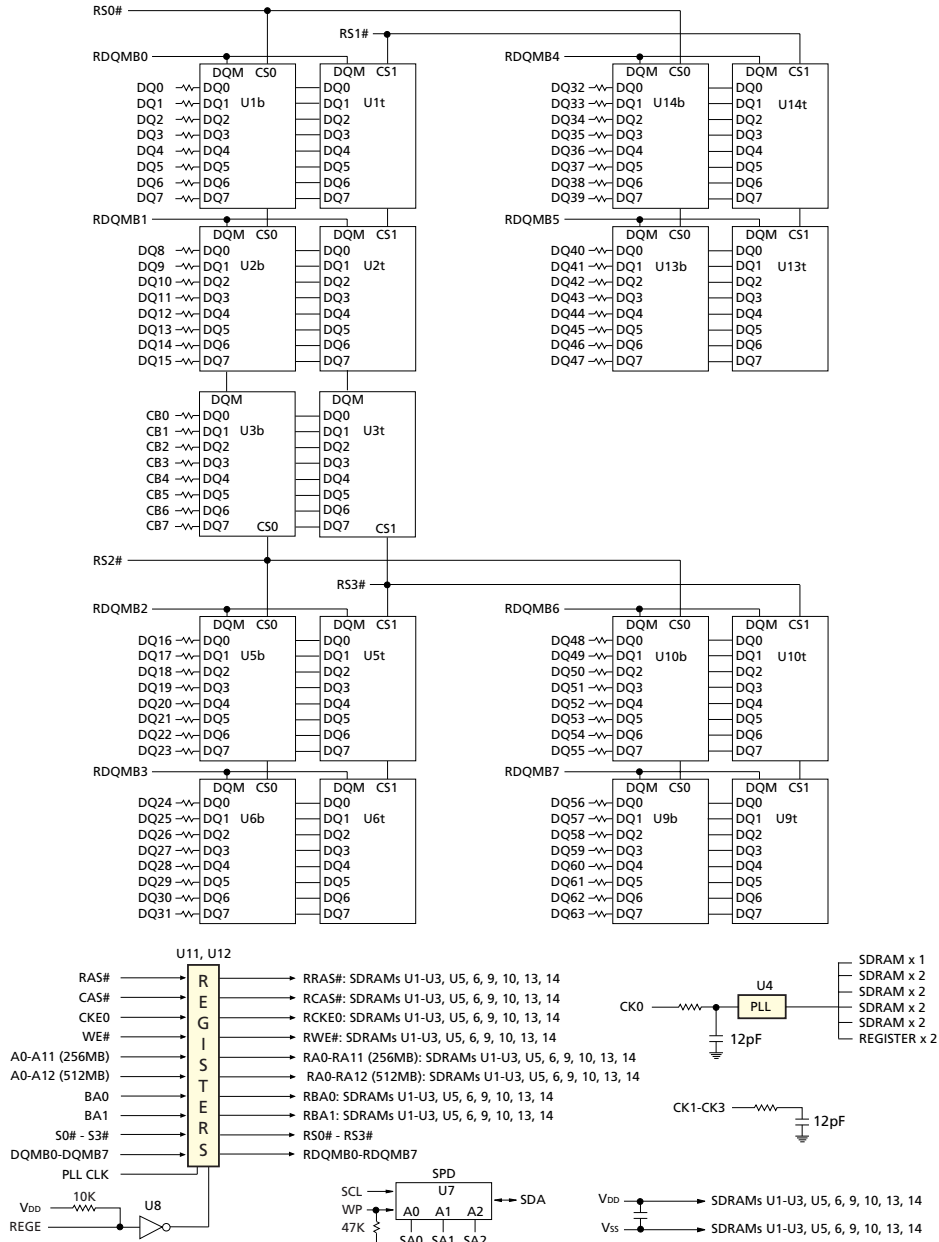 RS0#
RS1#
RDQMB0
DQM CS0
DQM CS1
DQ0 DQ0 DQ0
DQ1 DQ1 U1b DQ1 U1t
DQ2 DQ2 DQ2
DQ3 DQ3 DQ3
DQ4 DQ4 DQ4
DQ5 DQ5 DQ5
DQ6 DQ6 DQ6
DQ7 DQ7 DQ7
RDQMB4
DQM CS0
DQM CS1
DQ32 DQ0 DQ0
DQ33 DQ1 U14b DQ1 U14t
DQ34 DQ2 DQ2
DQ35 DQ3 DQ3
DQ36 DQ4 DQ4
DQ37 DQ5 DQ5
DQ38 DQ6 DQ6
DQ39 DQ7 DQ7
RDQMB1
DQM CS0
DQM CS1
DQ8 DQ0 DQ0
DQ9 DQ1 U2b DQ1 U2t
DQ10 DQ2 DQ2
DQ11 DQ3 DQ3
DQ12 DQ4 DQ4
DQ13 DQ5 DQ5
DQ14 DQ6 DQ6
DQ15 DQ7 DQ7
RDQMB5
DQM CS0
DQM CS1
DQ40 DQ0 DQ0
DQ41 DQ1 U13b DQ1 U13t
DQ42 DQ2 DQ2
DQ43 DQ3 DQ3
DQ44 DQ4 DQ4
DQ45 DQ5 DQ5
DQ46 DQ6 DQ6
DQ47 DQ7 DQ7
DQM
DQM
CB0 DQ0 DQ0
CB1 DQ1 U3b DQ1 U3t
CB2 DQ2 DQ2
CB3 DQ3 DQ3
CB4 DQ4 DQ4
CB5 DQ5 DQ5
CB6 DQ6 DQ6
CB7 DQ7 CS0 DQ7 CS1
RS2#
RS3#
RDQMB2
DQM CS0
DQM CS1
DQ16 DQ0 DQ0
DQ17 DQ1 U5b DQ1 U5t
DQ18 DQ2 DQ2
DQ19 DQ3 DQ3
DQ20 DQ4 DQ4
DQ21 DQ5 DQ5
DQ22 DQ6 DQ6
DQ23 DQ7 DQ7
RDQMB6
DQM CS0
DQM CS1
DQ48 DQ0 DQ0
DQ49 DQ1 U10b DQ1 U10t
DQ50 DQ2 DQ2
DQ51 DQ3 DQ3
DQ52 DQ4 DQ4
DQ53 DQ5 DQ5
DQ54 DQ6 DQ6
DQ55 DQ7 DQ7
RDQMB3
DQM CS0
DQM CS1
DQ24 DQ0 DQ0
DQ25 DQ1 U6b DQ1 U6t
DQ26 DQ2 DQ2
DQ27 DQ3 DQ3
DQ28 DQ4 DQ4
DQ29 DQ5 DQ5
DQ30 DQ6 DQ6
DQ31 DQ7 DQ7
RDQMB7
DQM CS0
DQM CS1
DQ56 DQ0 DQ0
DQ57 DQ1 U9b DQ1 U9t
DQ58 DQ2 DQ2
DQ59 DQ3 DQ3
DQ60 DQ4 DQ4
DQ61 DQ5 DQ5
DQ62 DQ6 DQ6
DQ63 DQ7 DQ7
U11, U12
REGISTERS
RAS# RRAS#: SDRAMs U1-U3, U5, 6, 9, 10, 13, 14
CAS# RCAS#: SDRAMs U1-U3, U5, 6, 9, 10, 13, 14
CKE0 RCKE0: SDRAMs U1-U3, U5, 6, 9, 10, 13, 14
WE# RWE#: SDRAMs U1-U3, U5, 6, 9, 10, 13, 14
A0-A11 (256MB) RA0-RA11 (256MB): SDRAMs U1-U3, U5, 6, 9, 10, 13, 14
A0-A12 (512MB) RA0-RA12 (512MB): SDRAMs U1-U3, U5, 6, 9, 10, 13, 14
BA0 RBA0: SDRAMs U1-U3, U5, 6, 9, 10, 13, 14
BA1 RBA1: SDRAMs U1-U3, U5, 6, 9, 10, 13, 14
S0# - S3# RS0# - RS3#
DQMB0-DQMB7 RDQMB0-RDQMB7
PLL CLK
VDD 10K U8
REGE
CK0
12pF
U4
PLL
SDRAM x 1
SDRAM x 2
SDRAM x 2
SDRAM x 2
SDRAM x 2
REGISTER x 2
CK1-CK3
12pF
SPD
SCL U7 SDA
WP A0 A1 A2
47K SA0 SA1 SA2
VDD SDRAMs U1-U3, U5, 6, 9, 10, 13, 14
VSS SDRAMs U1-U3, U5, 6, 9, 10, 13, 14